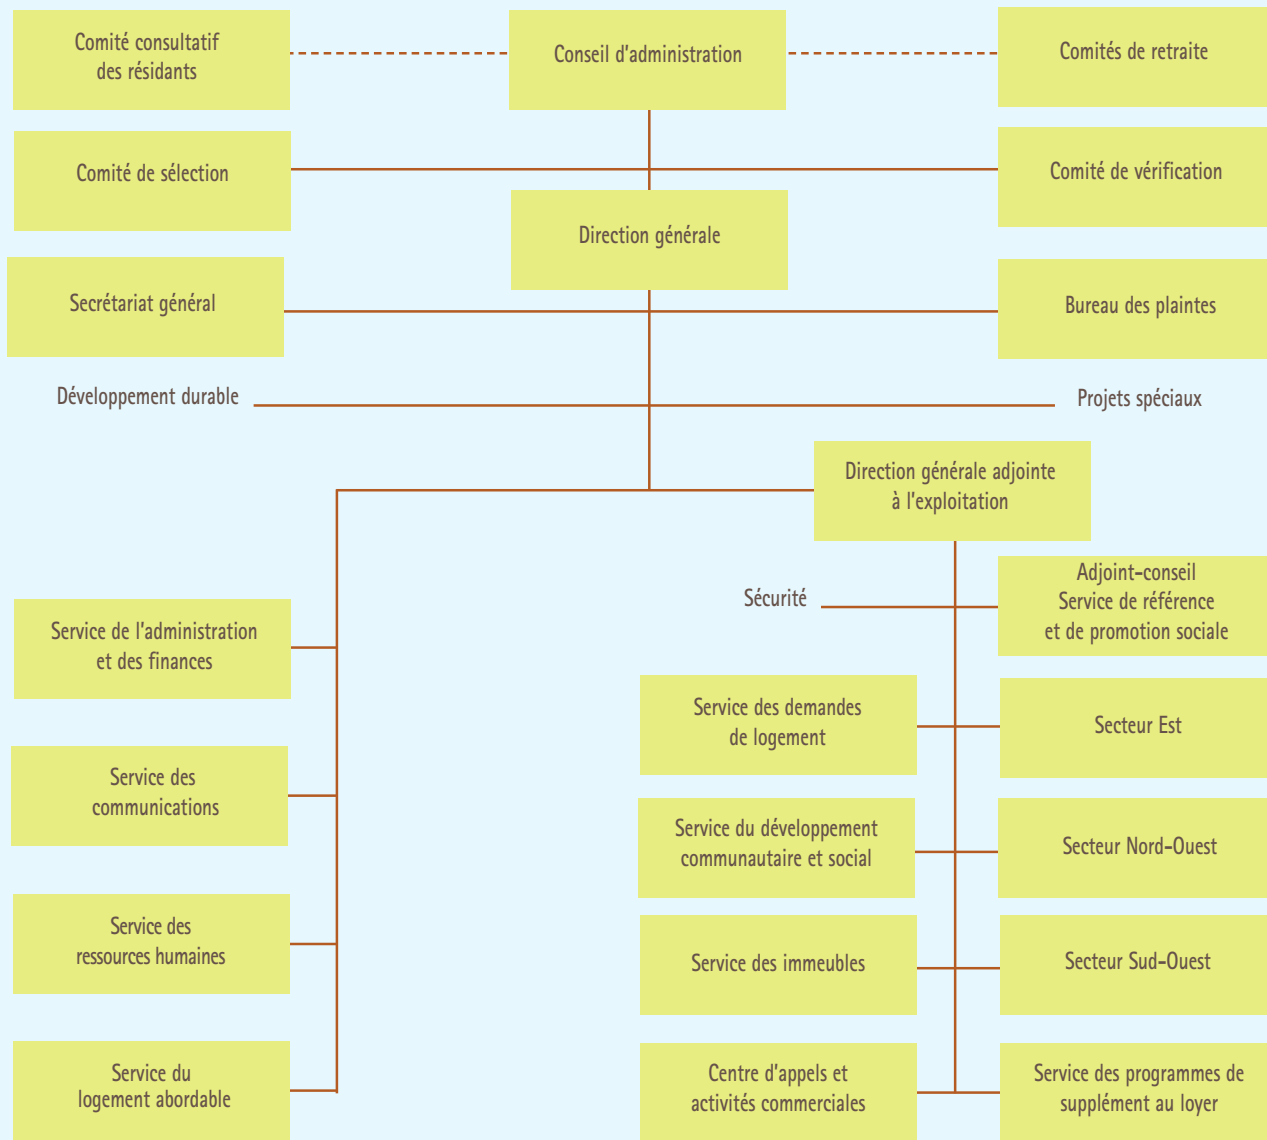 Comité consultatif
des résidants
Conseil d'administration
Comités de retraite
Comité de sélection
Comité de vérification
Direction générale
Secrétariat général
Bureau des plaintes
Développement durable
Projets spéciaux
Direction générale adjointe
à l'exploitation
Sécurité
Adjoint-conseil
Service de référence
et de promotion sociale
Service de l'administration
et des finances
Service des demandes
de logement
Secteur Est
Service des
communications
Service du développement
communautaire et social
Secteur Nord-Ouest
Service des
ressources humaines
Service des immeubles
Secteur Sud-Ouest
Service du
logement abordable
Centre d'appels et
activités commerciales
Service des programmes de
supplément au loyer